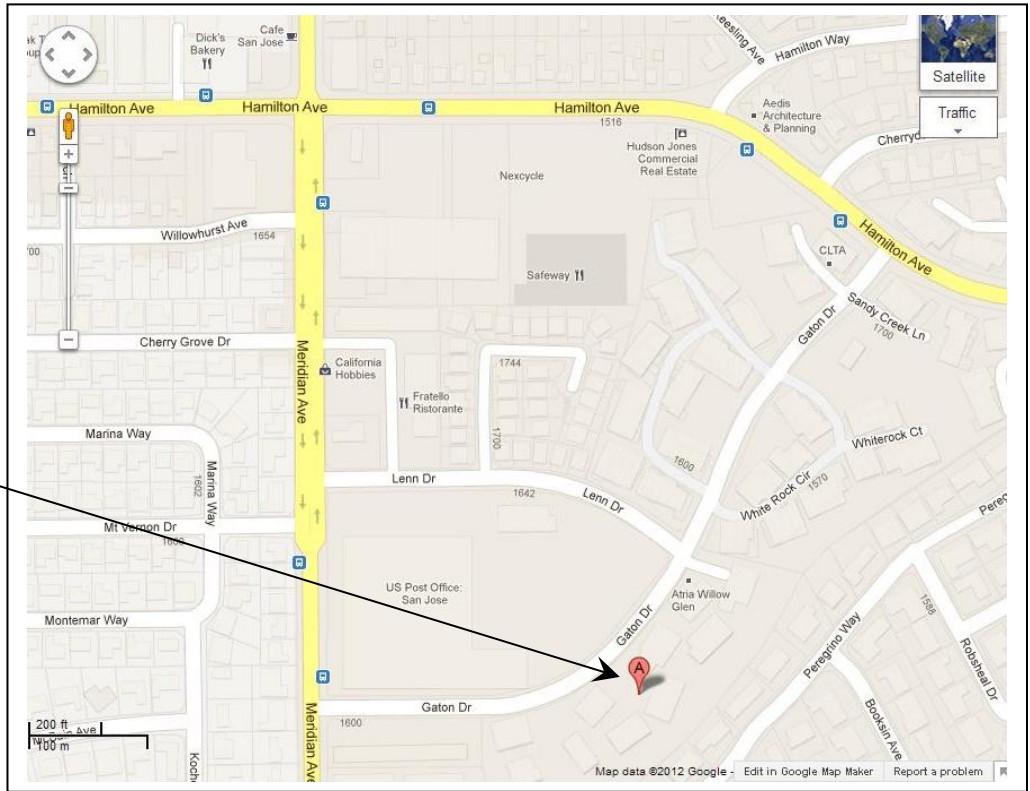 Dick's
Bakery
Cafe
San Jose
Hamilton Way
Satellite
Traffic
Hamilton Ave
Hamilton Ave
Hamilton Ave
1516
Aedis
Architecture
& Planning
Hudson Jones
Commercial
Real Estate
Nexcycle
Willowhurst Ave
1654
Hamilton Ave
CLTA
Safeway
Sandy Creek Ln
1700
Gaton Dr
Cherry Grove Dr
Meridian Ave
California
Hobbies
1744
Fratello
Ristorante
Marina Way
1700
Whiterock Ct
Marina Way
1602
Lenn Dr
1642
Lenn Dr
1600
White Rock Cir
1570
Mt Vernon Dr
1600
US Post Office:
San Jose
Atria Willow
Glen
Montemar Way
Gaton Dr
Peregrino Way
1588
Robsheal Dr
A
Gaton Dr
1600
Meridian Ave
Booksin Ave
200 ft
100 m
Map data ©2012 Google -
Edit in Google Map Maker
Report a problem